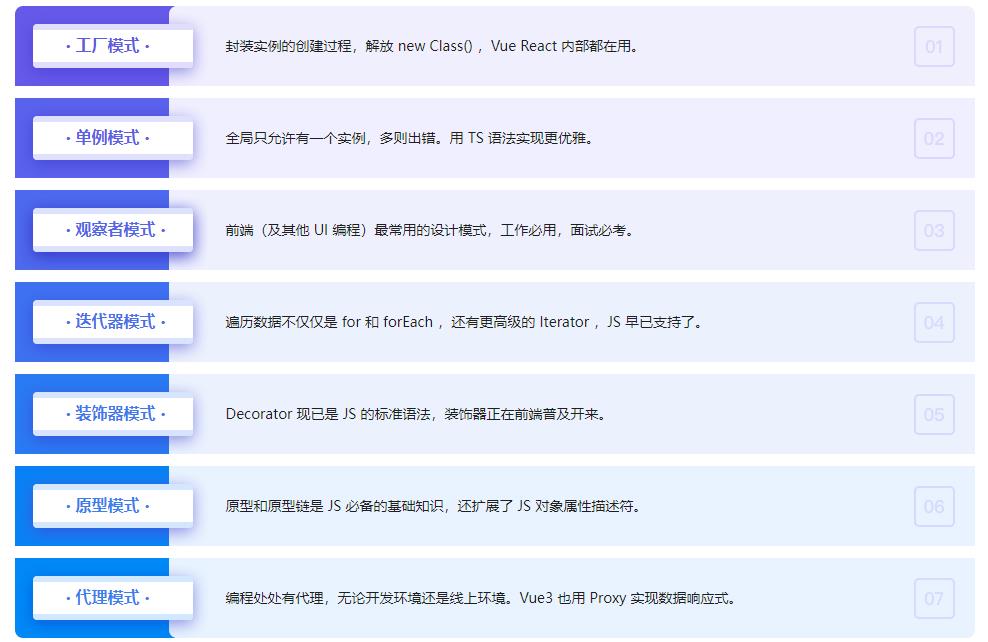 · 工厂模式 ·
封装实例的创建过程，解放 new Class() ，Vue React 内部都在用。
01
· 单例模式 ·
全局只允许有一个实例，多则出错。用 TS 语法实现更优雅。
02
· 观察者模式 ·
前端（及其他 UI 编程）最常用的设计模式，工作必用，面试必考。
03
· 迭代器模式 ·
遍历数据不仅仅是 for 和 forEach ，还有更高级的 Iterator ，JS 早已支持了。
04
· 装饰器模式 ·
Decorator 现已是 JS 的标准语法，装饰器正在前端普及开来。
05
· 原型模式 ·
原型和原型链是 JS 必备的基础知识，还扩展了 JS 对象属性描述符。
06
· 代理模式 ·
编程处处有代理，无论开发环境还是线上环境。Vue3 也用 Proxy 实现数据响应式。
07